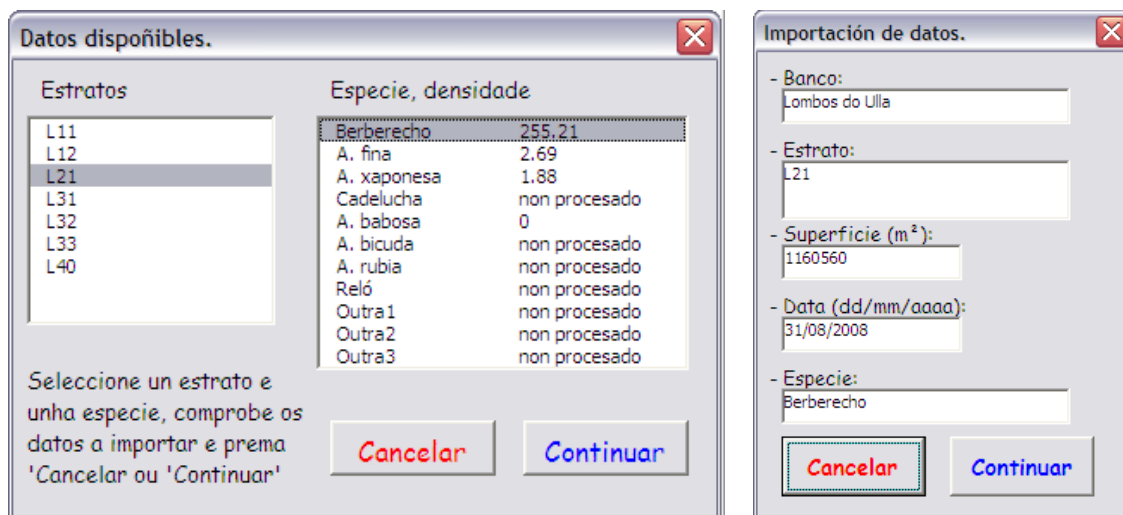 Datos dispoñibles.
Estratos
L11
L12
L21
L31
L32
L33
L40
Especie, densidade
Berberecho 255.21
A. fina 2.69
A. xaponesa 1.88
Cadelucha non procesado
A. babosa 0
A. bicuda non procesado
A. rubia non procesado
Reló non procesado
Outra1 non procesado
Outra2 non procesado
Outra3 non procesado
Seleccione un estrato e
unha especie, comprobe os
datos a importar e prema
'Cancelar ou 'Continuar'
Cancelar
Continuar
Importación de datos.
- Banco:
Lombos do Ulla
- Estrato:
L21
- Superficie (m²):
1160560
- Data (dd/mm/aaaa):
31/08/2008
- Especie:
Berberecho
Cancelar
Continuar